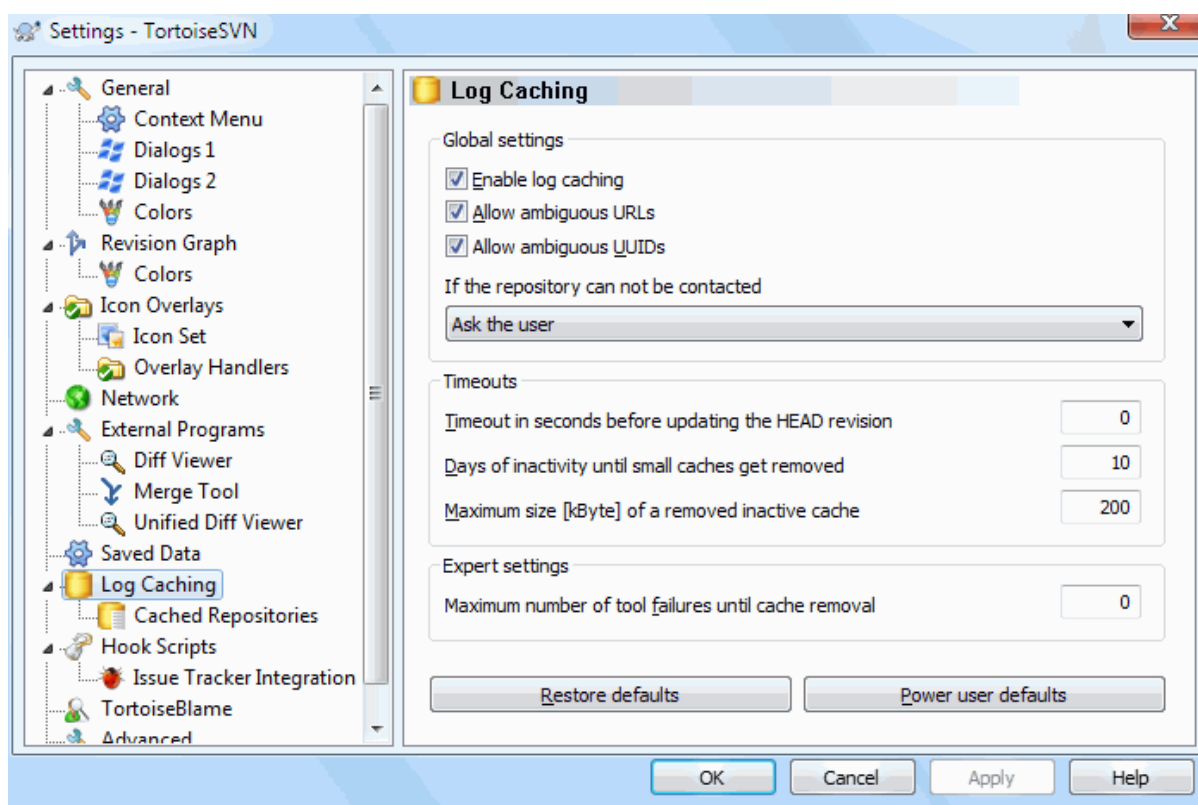 Settings - TortoiseSVN
General
Context Menu
Dialogs 1
Dialogs 2
Colors
Revision Graph
Colors
Icon Overlays
Icon Set
Overlay Handlers
Network
External Programs
Diff Viewer
Merge Tool
Unified Diff Viewer
Saved Data
Log Caching
Cached Repositories
Hook Scripts
Issue Tracker Integration
TortoiseBlame
Advanced
Log Caching
Global settings
Enable log caching
Allow ambiguous URLs
Allow ambiguous UUIDs
If the repository can not be contacted
Ask the user
Timeouts
Timeout in seconds before updating the HEAD revision 0
Days of inactivity until small caches get removed 10
Maximum size [kByte] of a removed inactive cache 200
Expert settings
Maximum number of tool failures until cache removal 0
Restore defaults Power user defaults
OK Cancel Apply Help